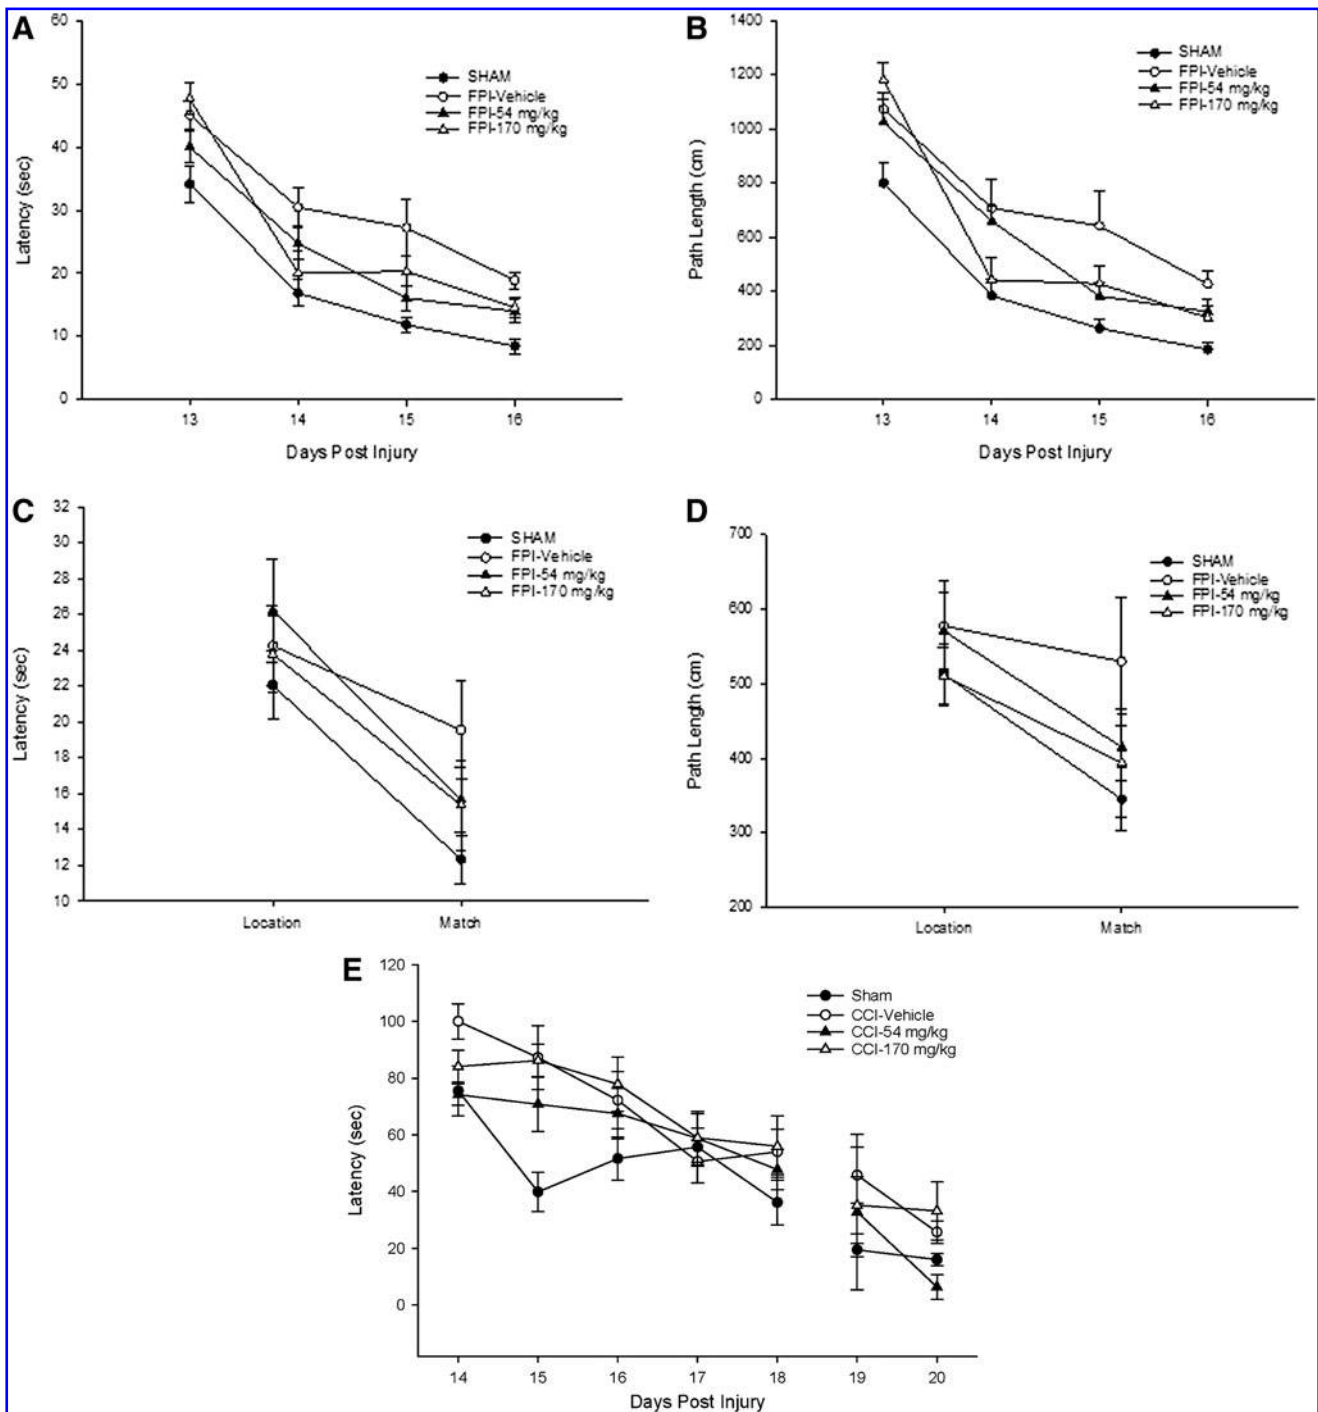 A
60
50
40
30
20
10
0
Latency (sec)
SHAM
FPI-Vehicle
FPI-54 mg/kg
FPI-170 mg/kg
13 14 15 16
Days Post Injury
B
1400
1200
1000
800
600
400
200
0
Path Length (cm)
SHAM
FPI-Vehicle
FPI-54 mg/kg
FPI-170 mg/kg
13 14 15 16
Days Post Injury
C
32
30
28
26
24
22
20
18
16
14
12
10
Latency (sec)
SHAM
FPI-Vehicle
FPI-54 mg/kg
FPI-170 mg/kg
Location Match
D
700
600
500
400
300
200
Path Length (cm)
SHAM
FPI-Vehicle
FPI-54 mg/kg
FPI-170 mg/kg
Location Match
E
120
100
80
60
40
20
0
Latency (sec)
Sham
CCI-Vehicle
CCI-54 mg/kg
CCI-170 mg/kg
14 15 16 17 18 19 20
Days Post Injury